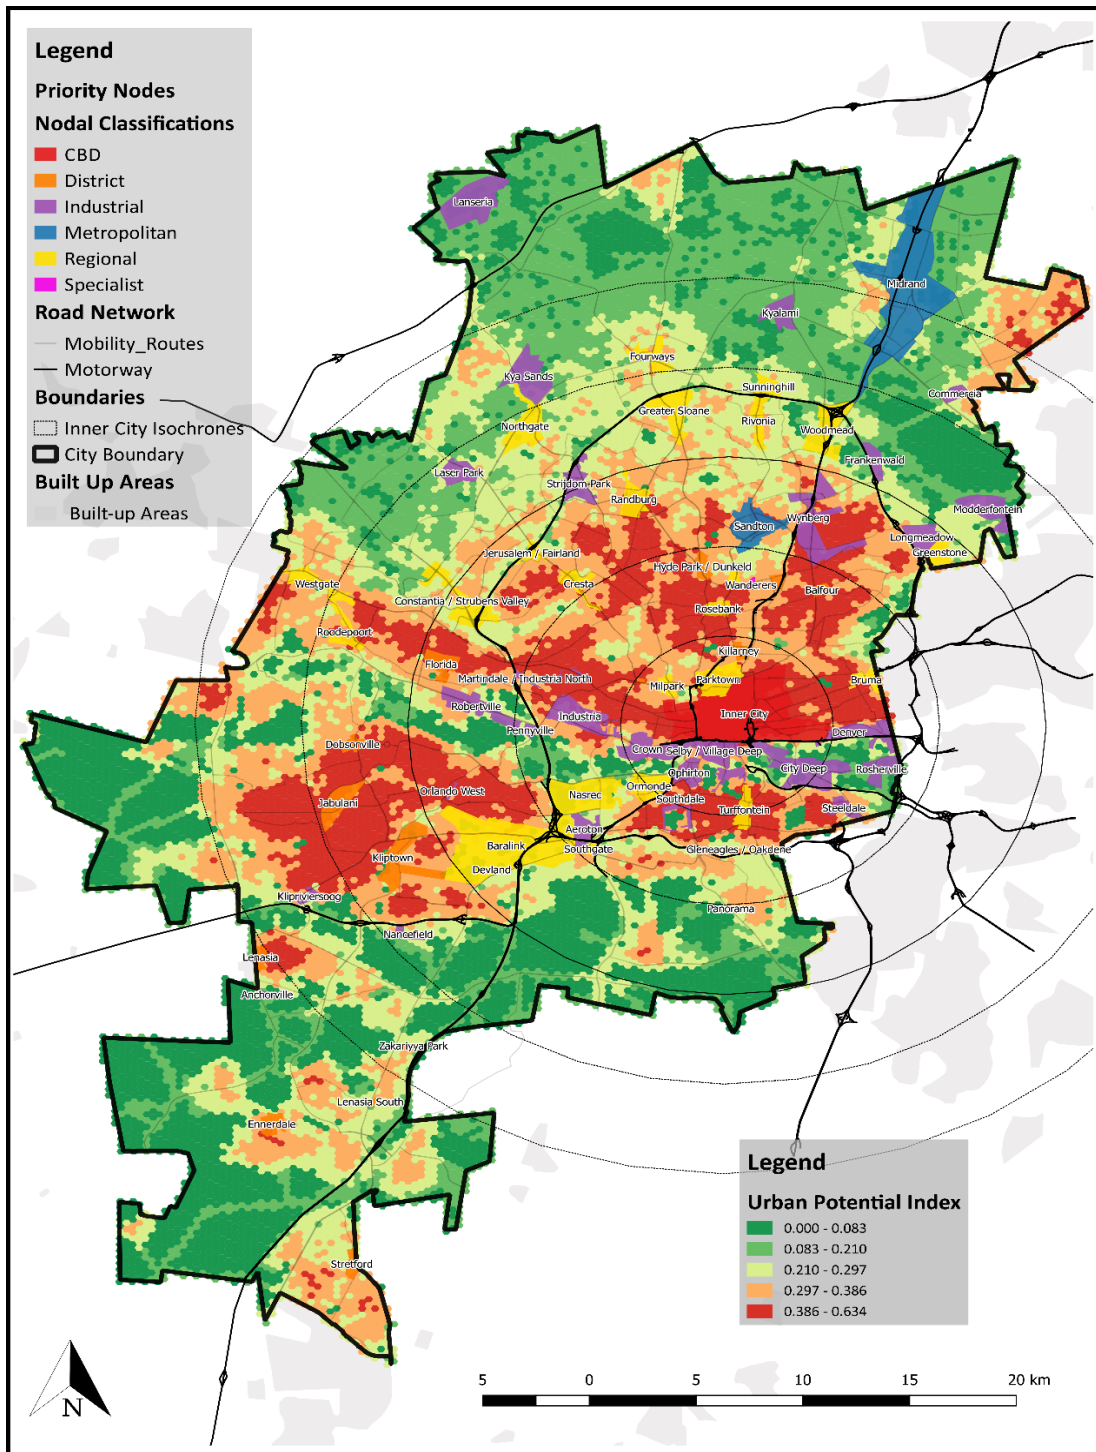 Legend
Priority Nodes
Nodal Classifications
CBD
District
Industrial
Metropolitan
Regional
Specialist
Road Network
Mobility_Routes
Motorway
Boundaries
Inner City Isochrones
City Boundary
Built Up Areas
Built-up Areas
Lanseria
Midrand
Kyalami
Fourways
Kya Sands
Sunninghill
Commercia
Greater Sloane
Rivonia
Northgate
Woodmead
Frankenwald
Laser Park
Strijdom Park
Randburg
Modderfontein
Wynberg
Sandton
Longmeadow
Greenstone
Jerusalem / Fairland
Hyde Park / Dunkeld
Westgate
Cresta
Wanderers
Balfour
Constantia / Strubens Valley
Rosebank
Roodepoort
Killarney
Florida
Martindale / Industria North
Milpark
Parktown
Bruma
Robertville
Industria
Inner City
Pennyville
Denver
Dobsonville
Crown
Selby / Village Deep
Ophirton
City Deep
Rosherville
Orlando West
Ormonde
Nasrec
Jabulani
Southdale
Turffontein
Steeldale
Aeroton
Baralink
Southgate
Gleneagles / Oakdene
Kliptown
Devland
Klipriviersoog
Panorama
Nancefield
Lenasia
Anchorville
Zakariyya Park
Lenasia South
Ennerdale
Stretford
Legend
Urban Potential Index
0.000 - 0.083
0.083 - 0.210
0.210 - 0.297
0.297 - 0.386
0.386 - 0.634
N
5 0 5 10 15 20 km